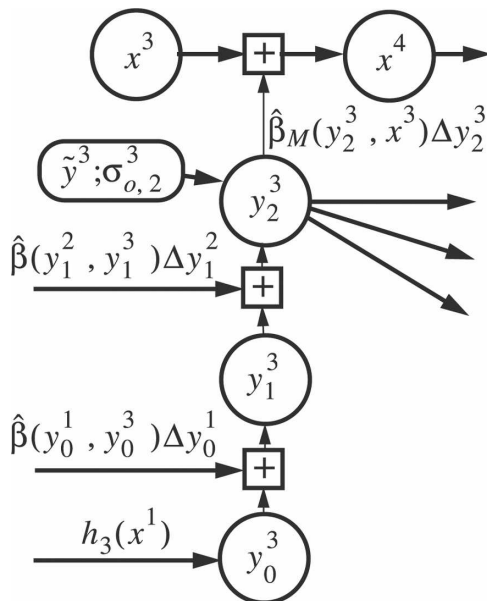 x^3 + x^4
β̂_M(y_2^3 , x^3)Δy_2^3
ỹ^3;σ_{o, 2}^3
y_2^3
β̂(y_1^2 , y_1^3)Δy_1^2
+
y_1^3
β̂(y_0^1 , y_0^3)Δy_0^1
+
h_3(x^1)
y_0^3